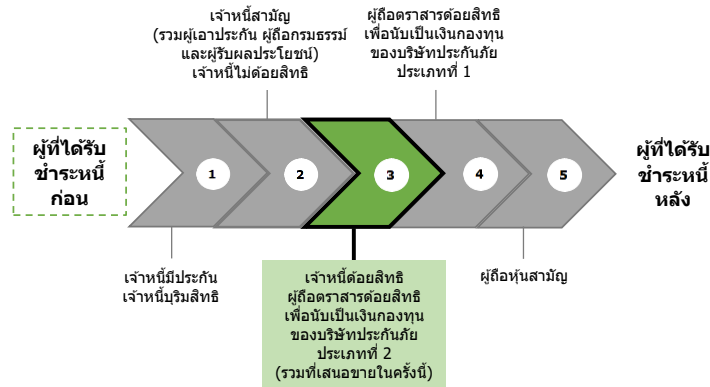 เจ้าหนี้สามัญ
(รวมผู้เอาประกัน ผู้ถือกรมธรรม์
และผู้รับผลประโยชน์)
เจ้าหนี้ไม่ด้อยสิทธิ
ผู้ถือตราสารด้อยสิทธิ
เพื่อนับเป็นเงินกองทุน
ของบริษัทประกันภัย
ประเภทที่ 1
ผู้ที่ได้รับ
ชำระหนี้
ก่อน
1
2
3
4
5
ผู้ที่ได้รับ
ชำระหนี้
หลัง
เจ้าหนี้มีประกัน
เจ้าหนี้บุริมสิทธิ
เจ้าหนี้ด้อยสิทธิ
ผู้ถือตราสารด้อยสิทธิ
เพื่อนับเป็นเงินกองทุน
ของบริษัทประกันภัย
ประเภทที่ 2
(รวมที่เสนอขายในครั้งนี้)
ผู้ถือหุ้นสามัญ